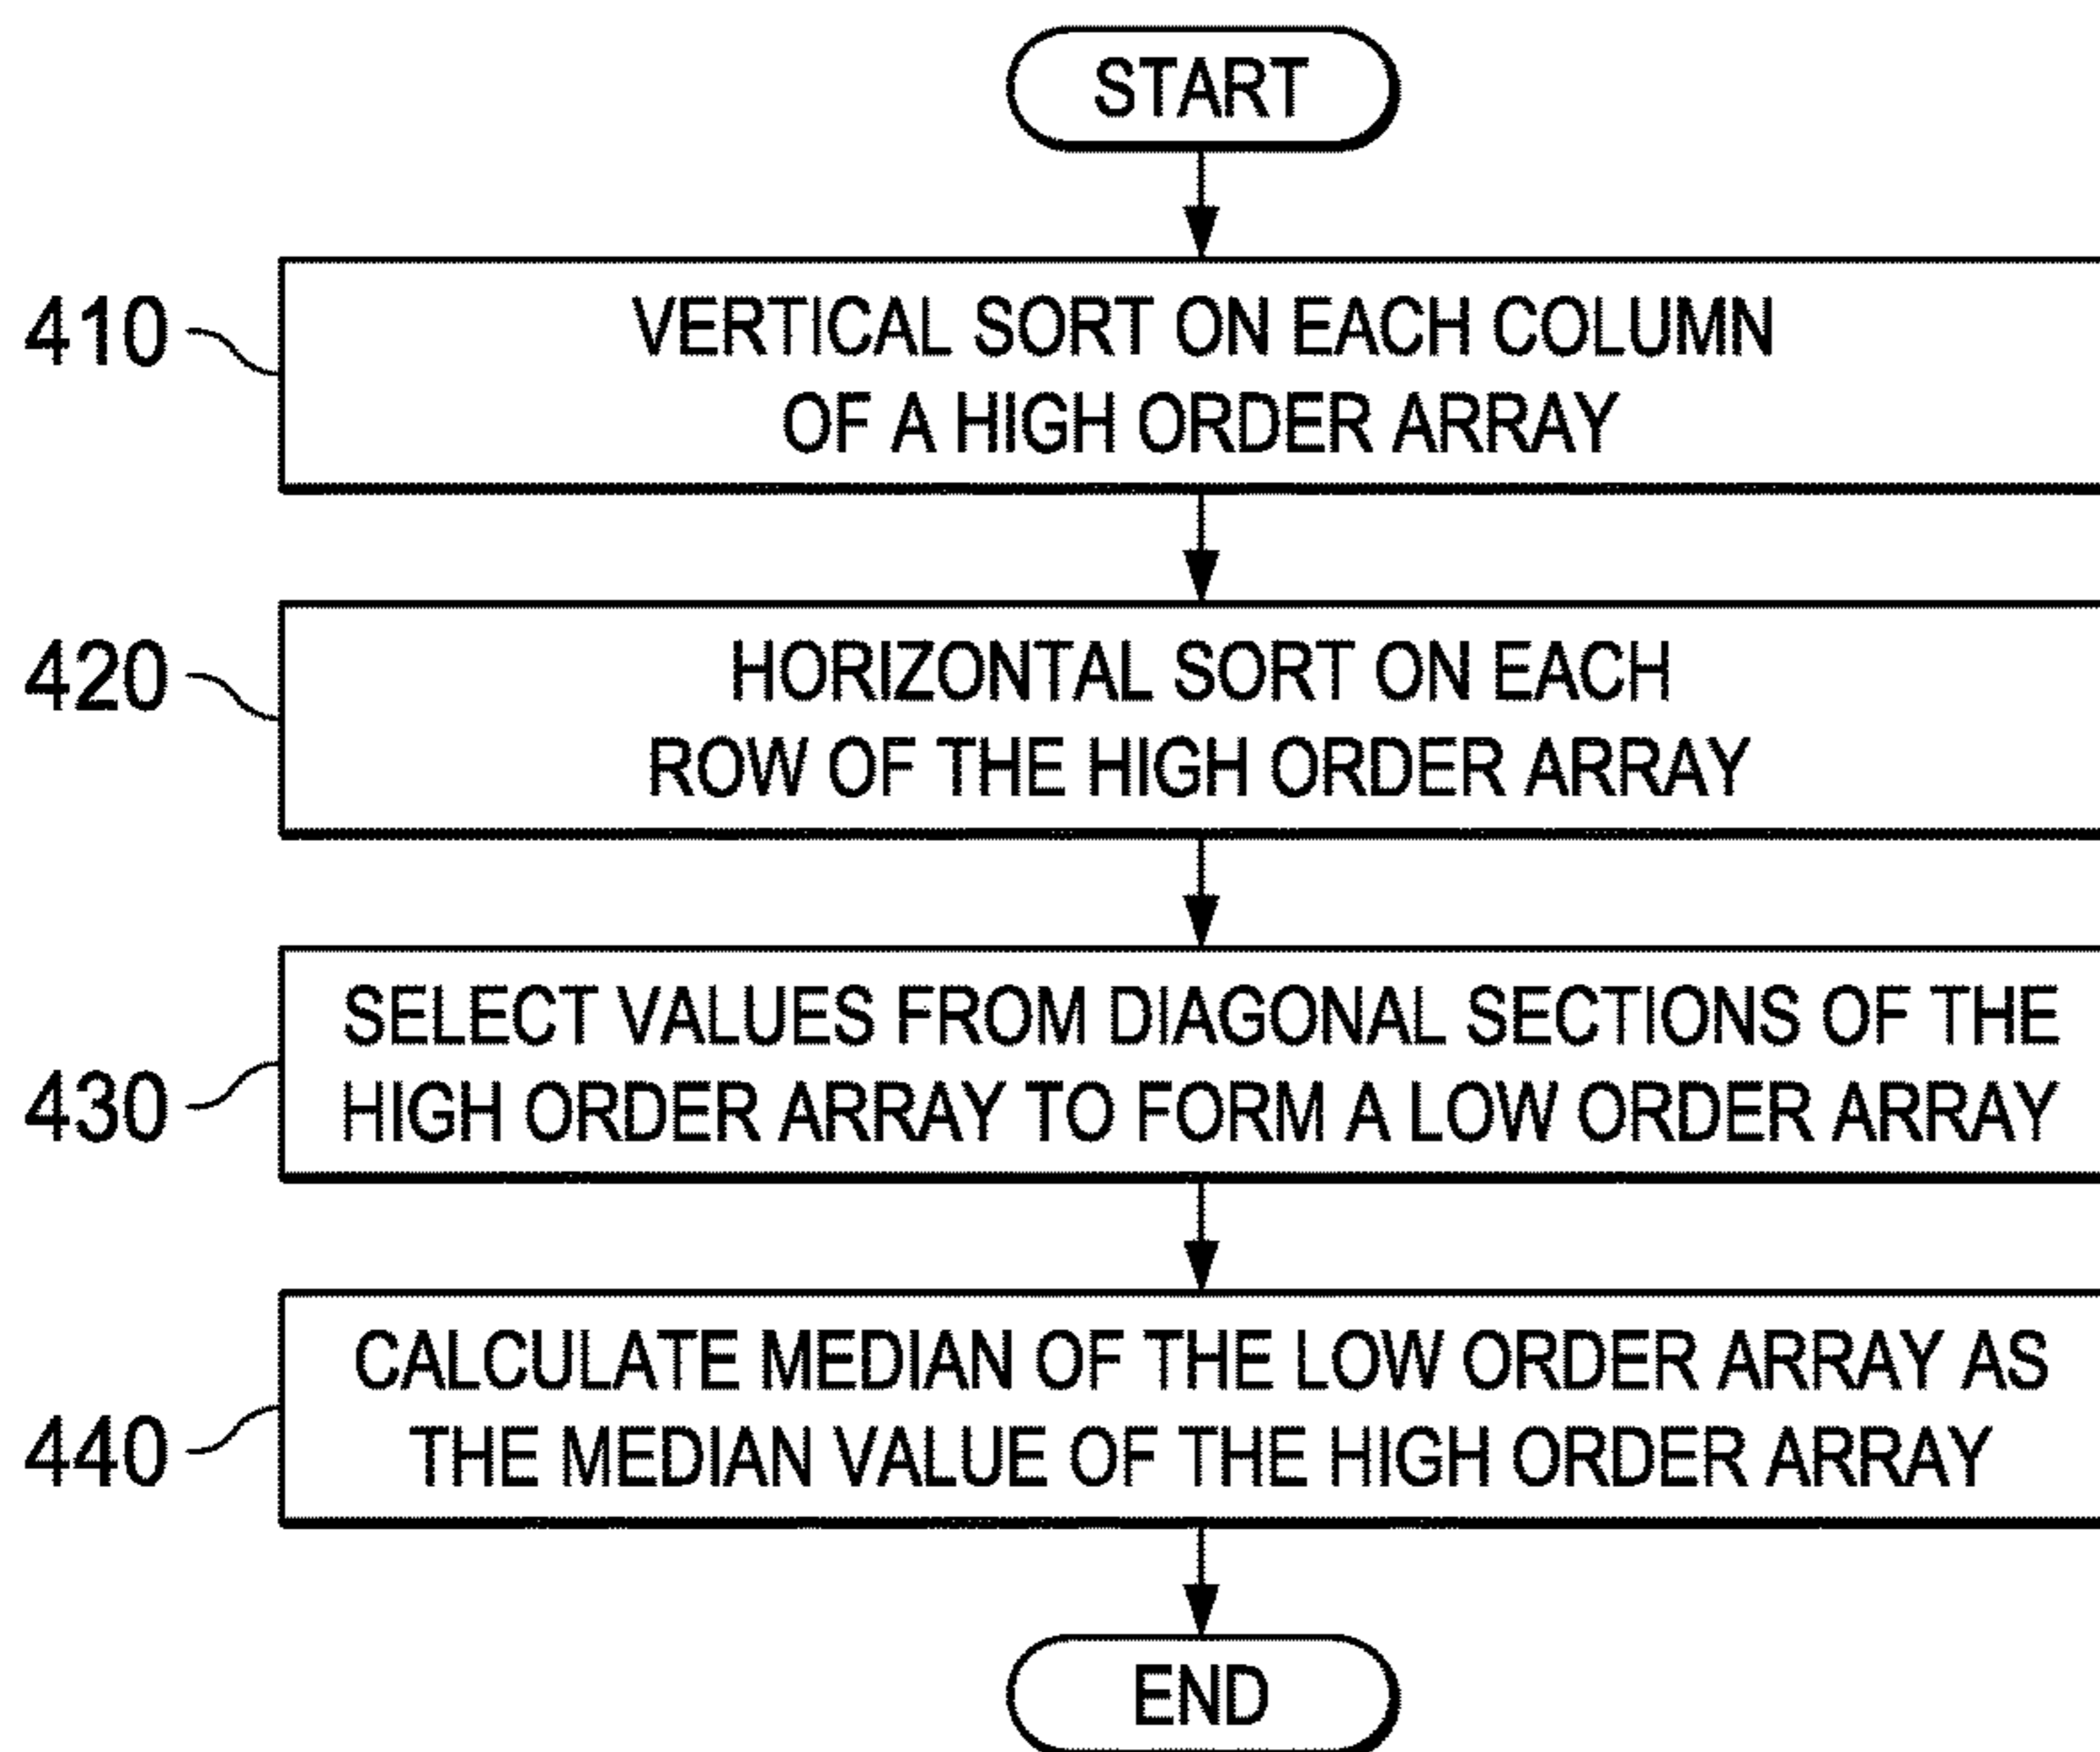 START
410
VERTICAL SORT ON EACH COLUMN
OF A HIGH ORDER ARRAY
420
HORIZONTAL SORT ON EACH
ROW OF THE HIGH ORDER ARRAY
430
SELECT VALUES FROM DIAGONAL SECTIONS OF THE
HIGH ORDER ARRAY TO FORM A LOW ORDER ARRAY
440
CALCULATE MEDIAN OF THE LOW ORDER ARRAY AS
THE MEDIAN VALUE OF THE HIGH ORDER ARRAY
END